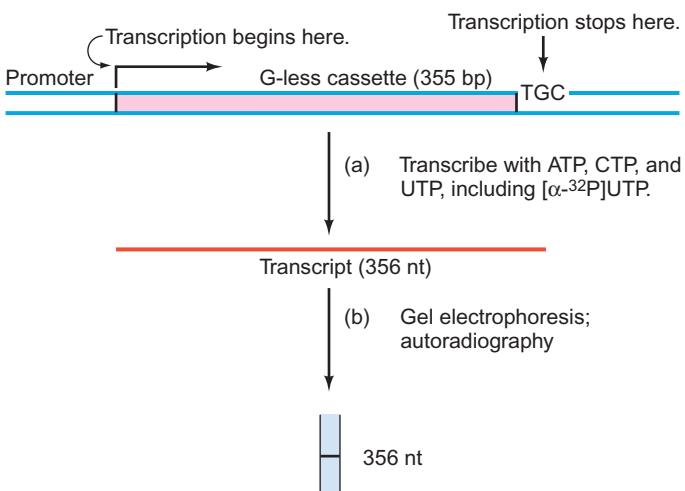 Transcription stops here.
Transcription begins here.
Promoter
G-less cassette (355 bp)
TGC
(a) Transcribe with ATP, CTP, and
UTP, including [α-³²P]UTP.
Transcript (356 nt)
(b) Gel electrophoresis;
autoradiography
356 nt